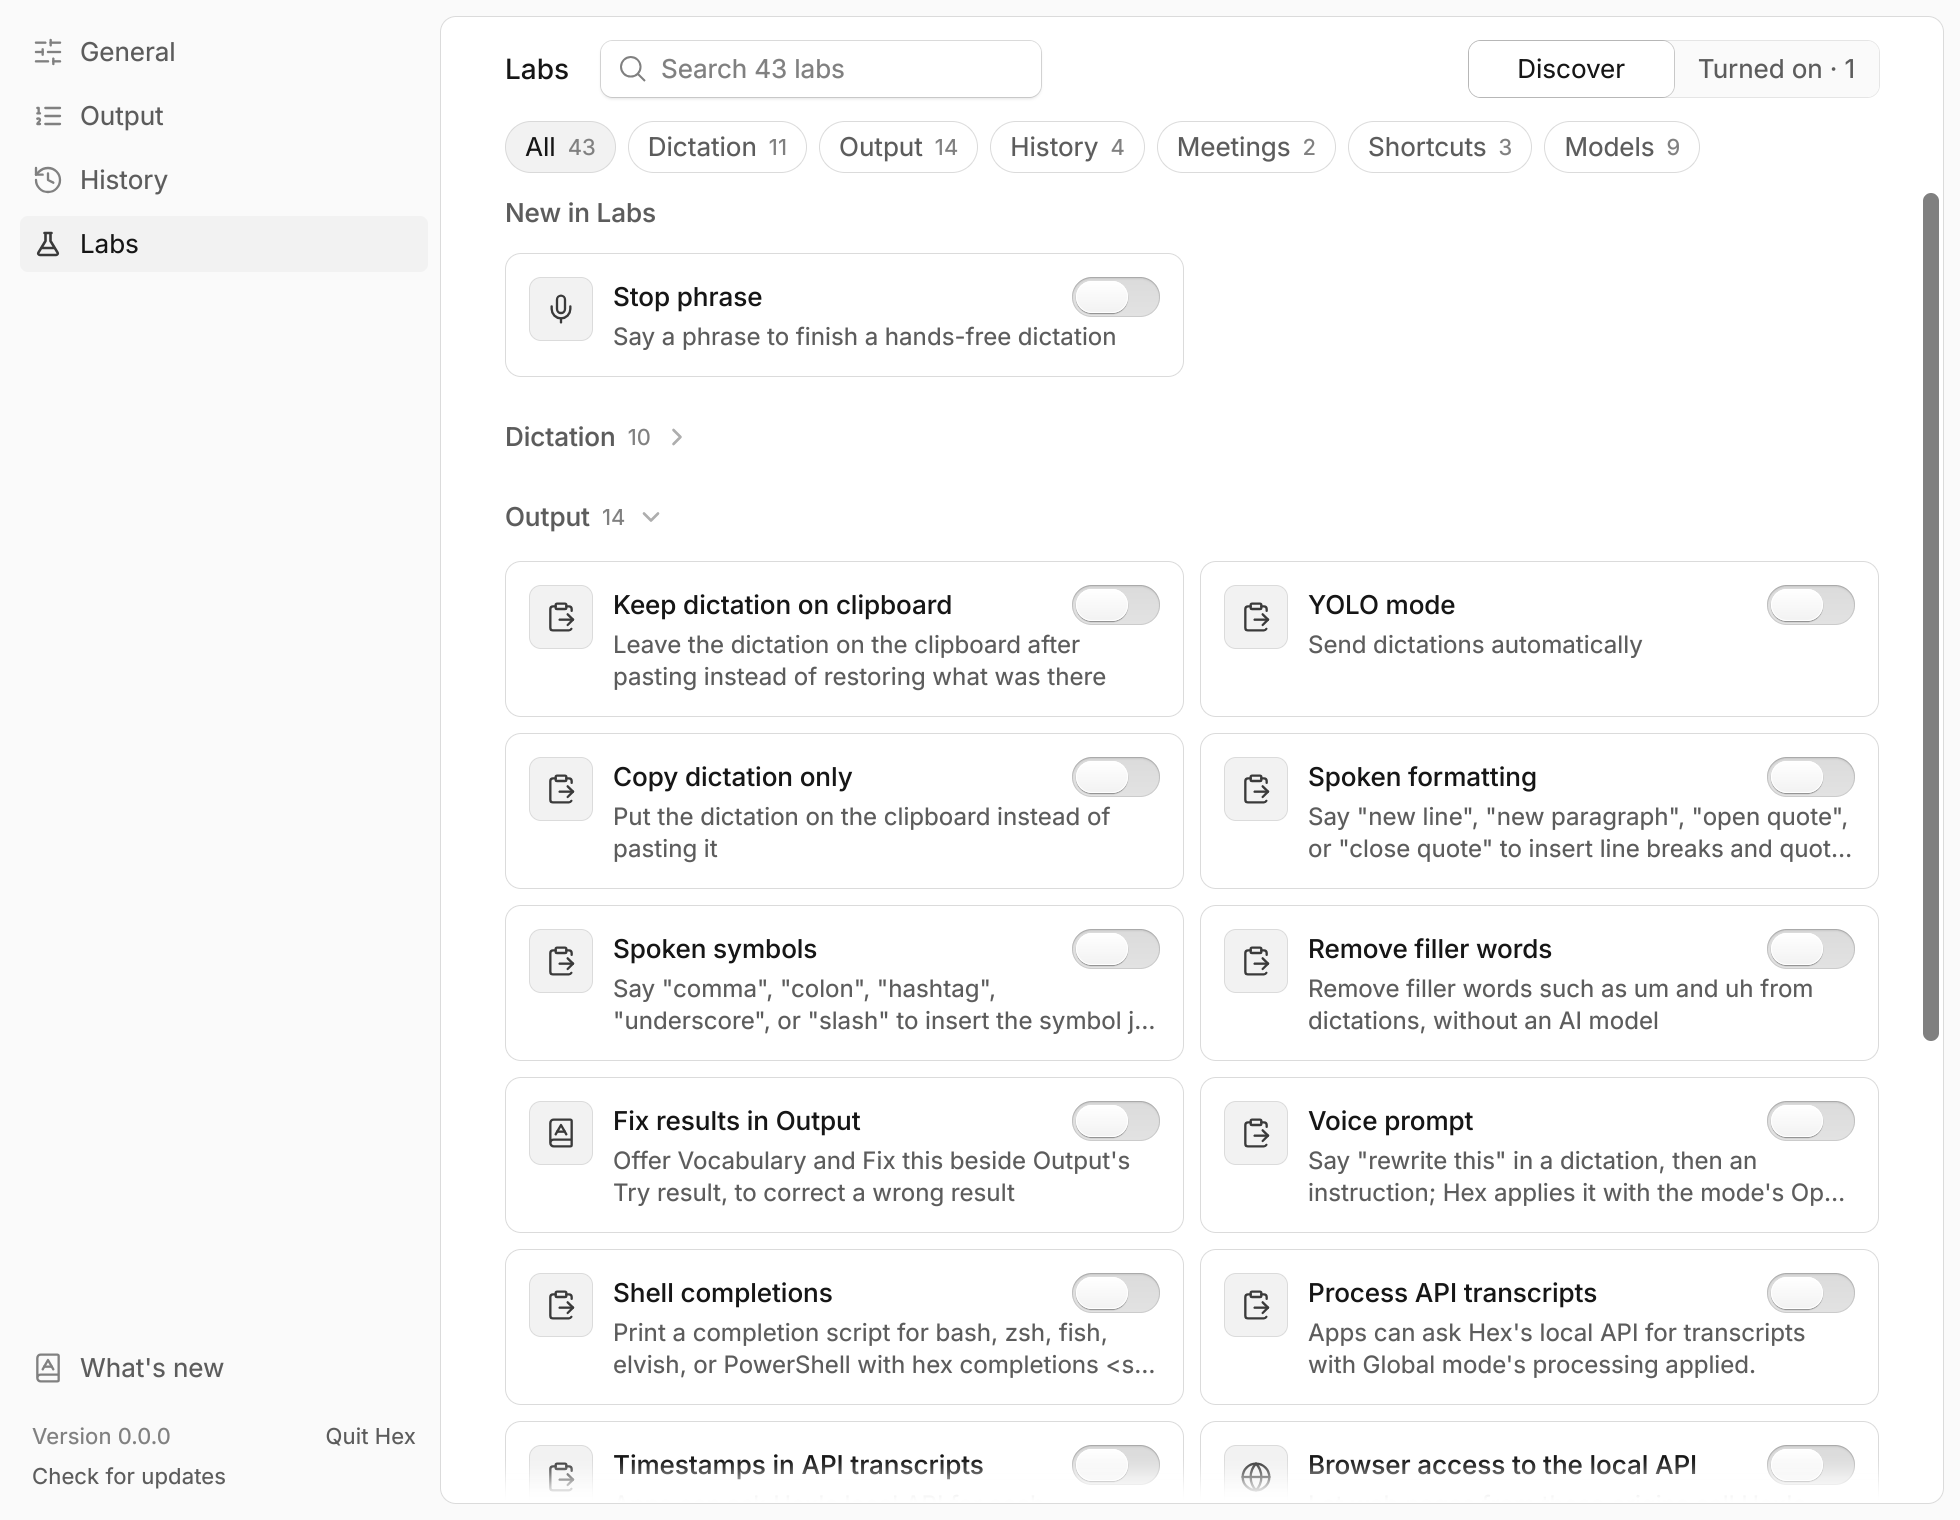 General
Output
History
Labs
What's new
Version 0.0.0
Quit Hex
Check for updates
Labs
Search 43 labs
Discover
Turned on · 1
All 43
Dictation 11
Output 14
History 4
Meetings 2
Shortcuts 3
Models 9
New in Labs
Stop phrase
Say a phrase to finish a hands-free dictation
Dictation 10
Output 14
Keep dictation on clipboard
Leave the dictation on the clipboard after
pasting instead of restoring what was there
YOLO mode
Send dictations automatically
Copy dictation only
Put the dictation on the clipboard instead of
pasting it
Spoken formatting
Say "new line", "new paragraph", "open quote",
or "close quote" to insert line breaks and quot...
Spoken symbols
Say "comma", "colon", "hashtag",
"underscore", or "slash" to insert the symbol j...
Remove filler words
Remove filler words such as um and uh from
dictations, without an AI model
Fix results in Output
Offer Vocabulary and Fix this beside Output's
Try result, to correct a wrong result
Voice prompt
Say "rewrite this" in a dictation, then an
instruction; Hex applies it with the mode's Op...
Shell completions
Print a completion script for bash, zsh, fish,
elvish, or PowerShell with hex completions <s...
Process API transcripts
Apps can ask Hex's local API for transcripts
with Global mode's processing applied.
Timestamps in API transcripts
Browser access to the local API